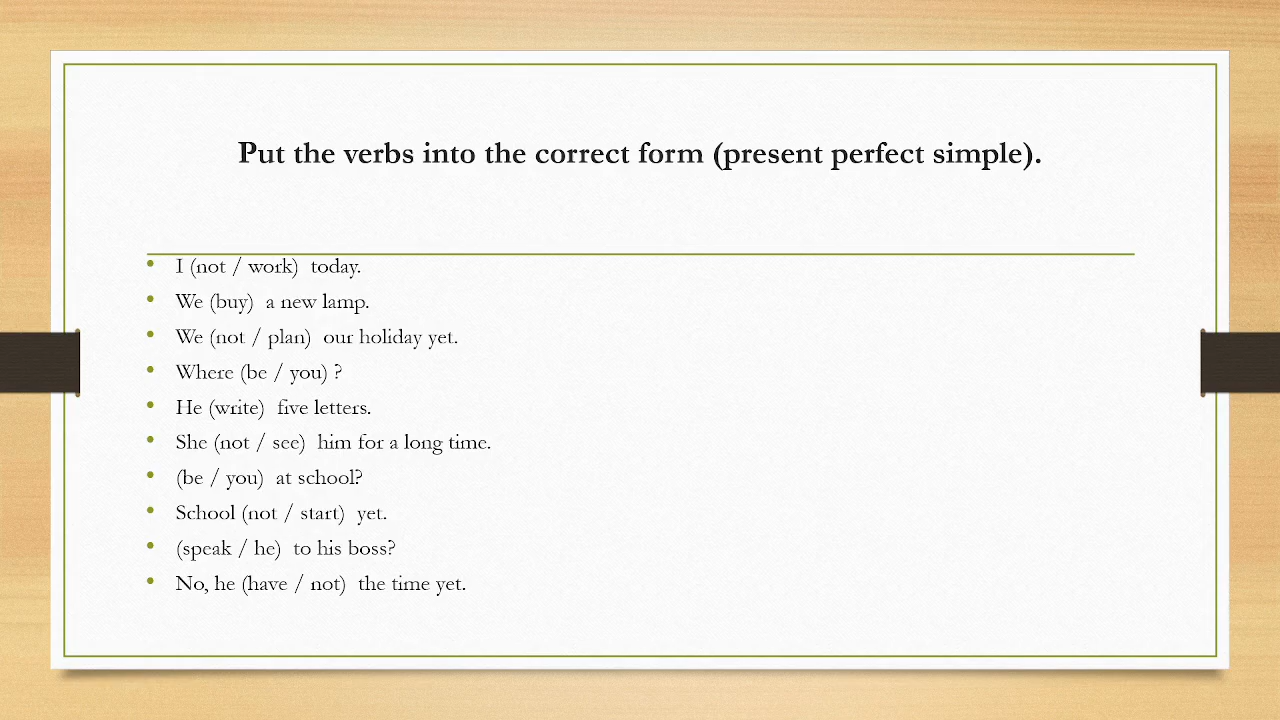 Put the verbs into the correct form (present perfect simple).
• I (not / work)  today.
• We (buy)  a new lamp.
• We (not / plan)  our holiday yet.
• Where (be / you) ?
• He (write)  five letters.
• She (not / see)  him for a long time.
• (be / you)  at school?
• School (not / start)  yet.
• (speak / he)  to his boss?
• No, he (have / not)  the time yet.